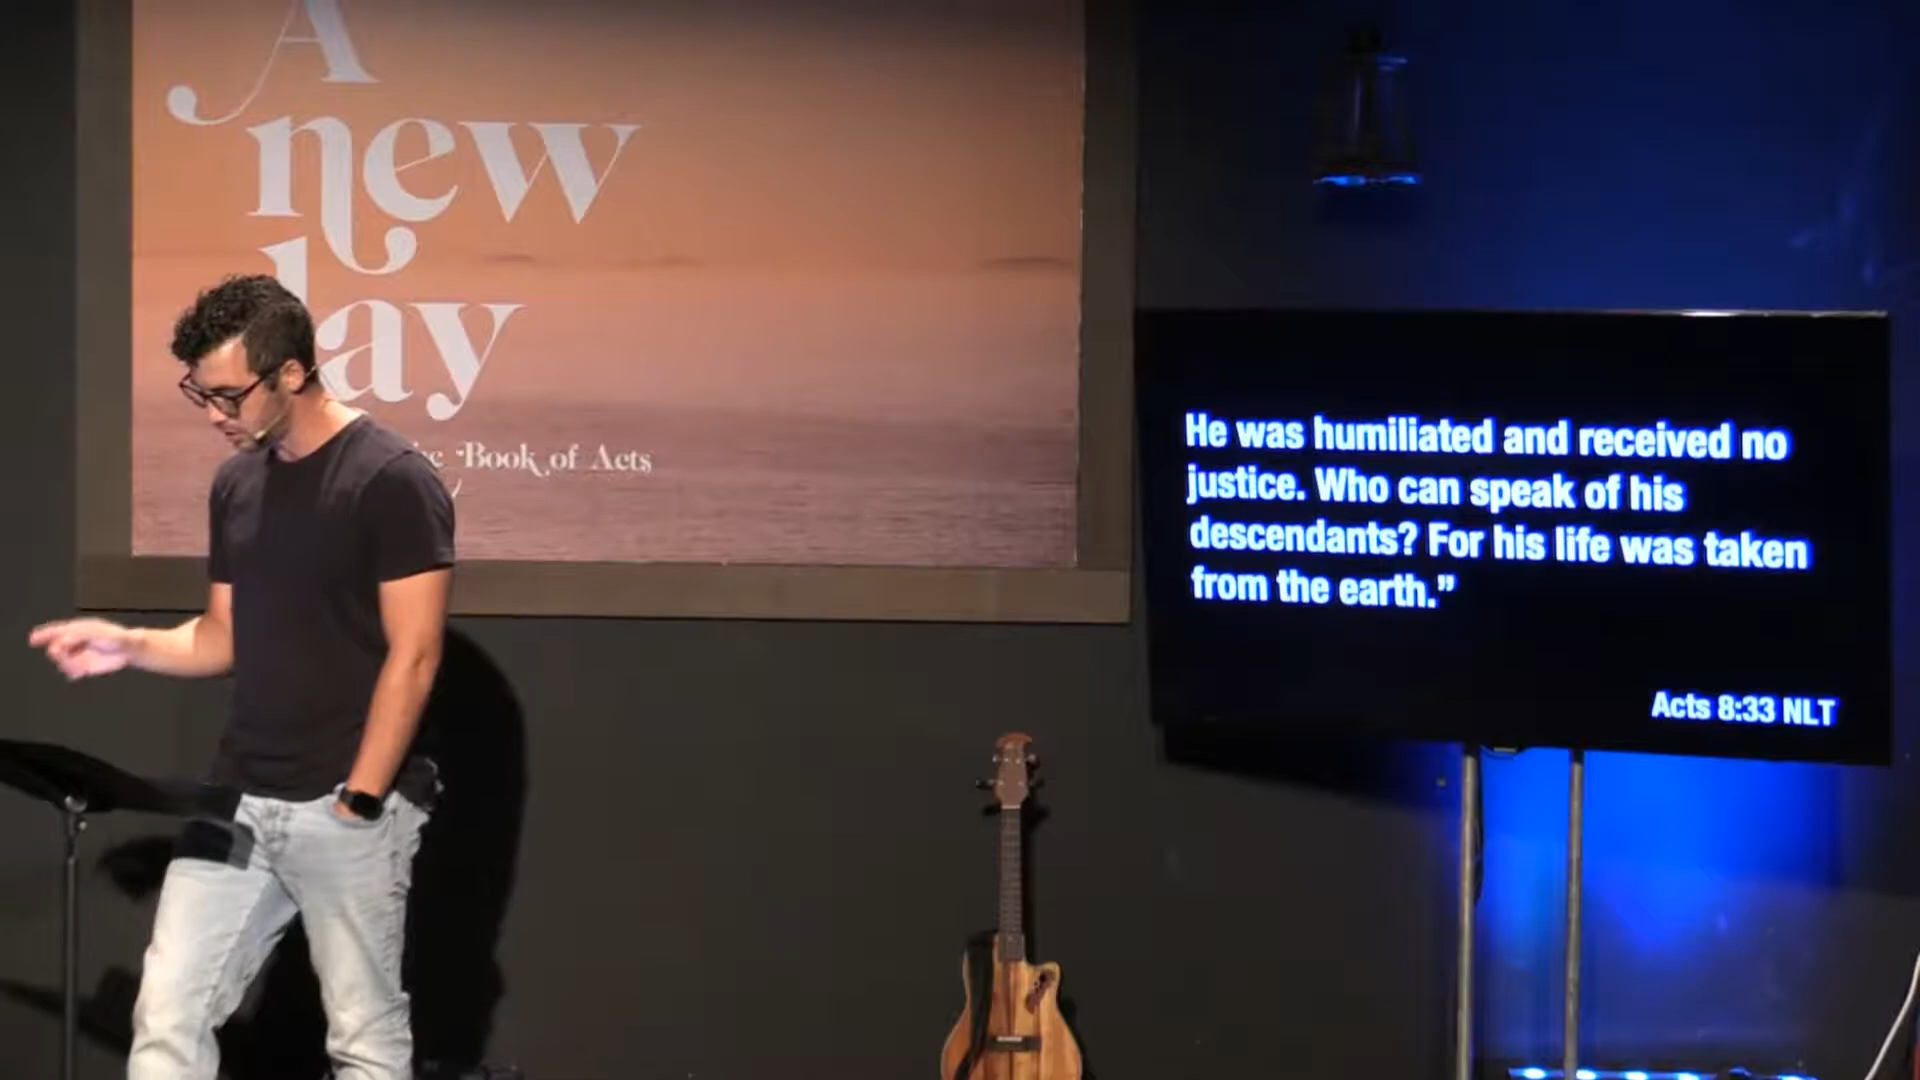 A
new
ay
Book of Acts
He was humiliated and received no
justice. Who can speak of his
descendants? For his life was taken
from the earth.”
Acts 8:33 NLT